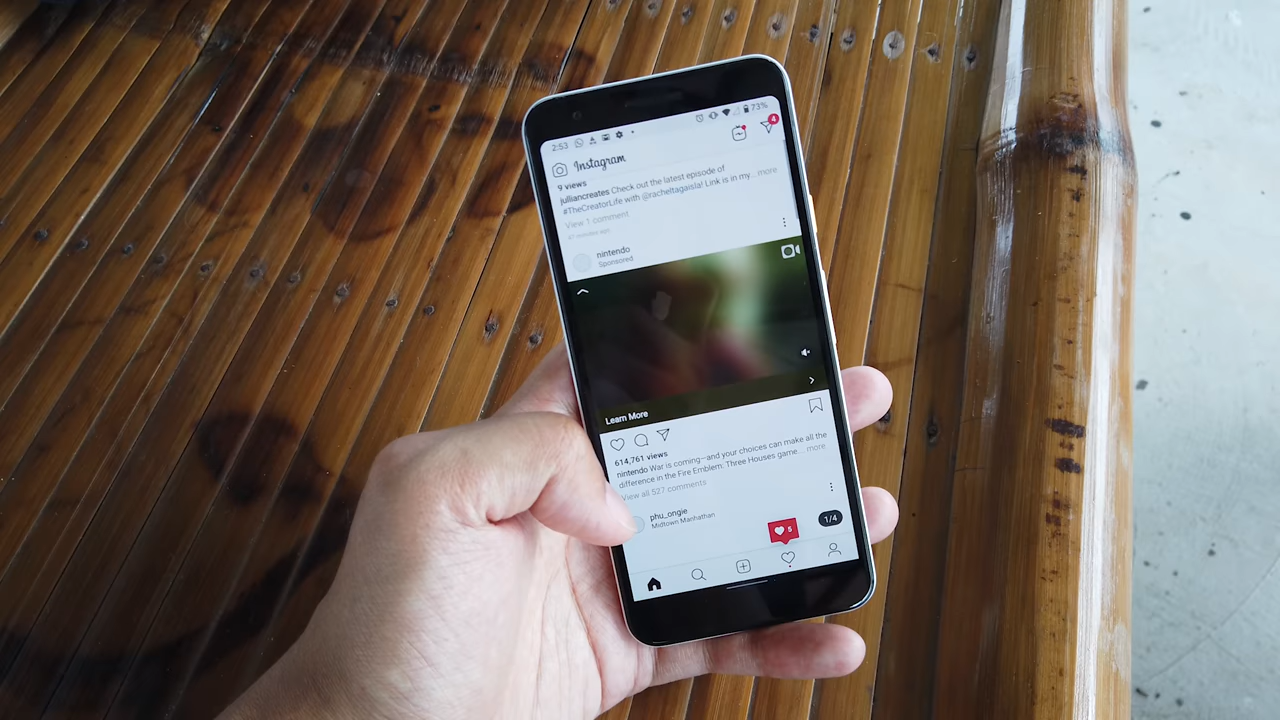 2:53
73%
4
Instagram
9 views
julliancreates Check out the latest episode of
#TheCreatorLife with @racheltagaisla! Link is in my... more
View 1 comment
nintendo
Sponsored
Learn More
614,761 views
nintendo War is coming—and your choices can make all the
difference in the Fire Emblem: Three Houses game... more
View all 527 comments
phu_ongie
Midtown Manhathan
5
1/4